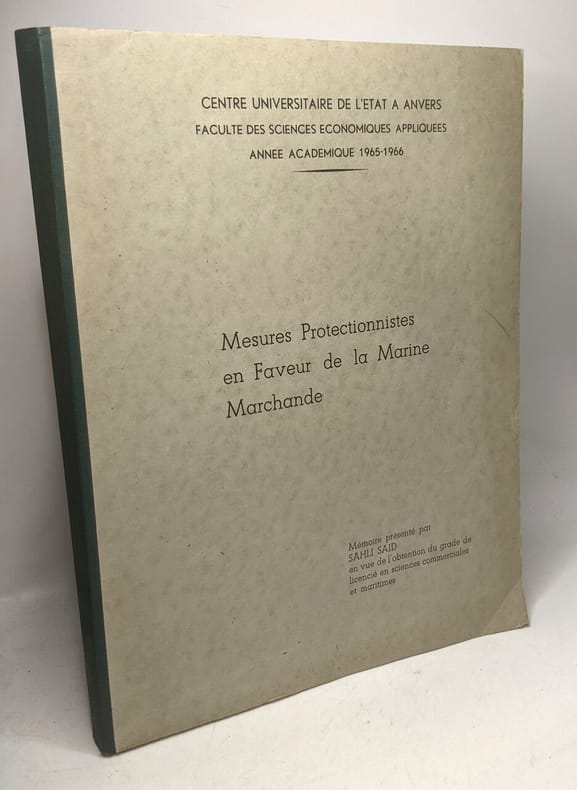 CENTRE UNIVERSITAIRE DE L'ETAT A ANVERS
FACULTE DES SCIENCES ECONOMIQUES APPLIQUEES
ANNEE ACADEMIQUE 1965-1966
Mesures Protectionnistes
en Faveur de la Marine
Marchande
Mémoire présenté par
SAHLI SAID
en vue de l'obtention du grade de
licencié en sciences commerciales
et maritimes